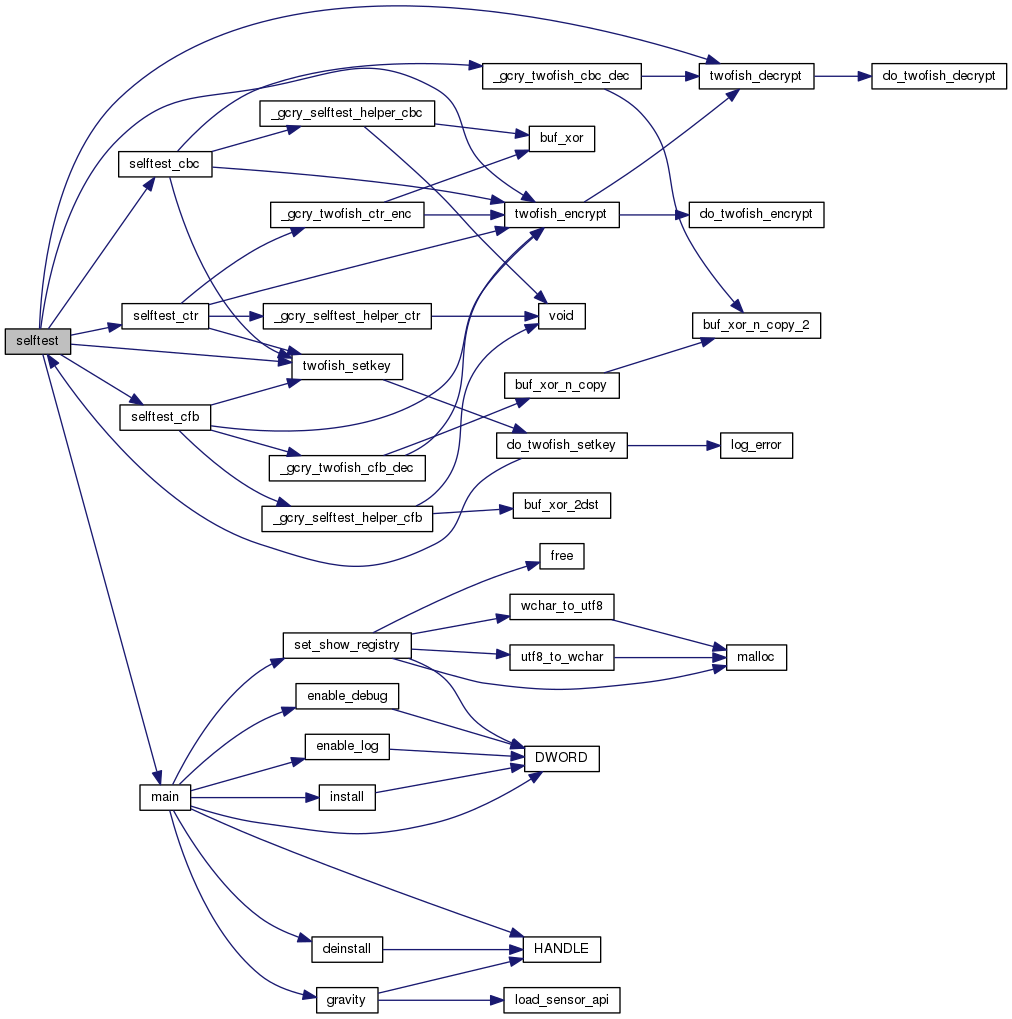 _gcry_twofish_cbc_dec
twofish_decrypt
do_twofish_decrypt
_gcry_selftest_helper_cbc
buf_xor
selftest_cbc
_gcry_twofish_ctr_enc
twofish_encrypt
do_twofish_encrypt
selftest_ctr
_gcry_selftest_helper_ctr
void
buf_xor_n_copy_2
selftest
twofish_setkey
buf_xor_n_copy
selftest_cfb
do_twofish_setkey
log_error
_gcry_twofish_cfb_dec
buf_xor_2dst
_gcry_selftest_helper_cfb
free
wchar_to_utf8
set_show_registry
utf8_to_wchar
malloc
enable_debug
enable_log
DWORD
main
install
deinstall
HANDLE
gravity
load_sensor_api